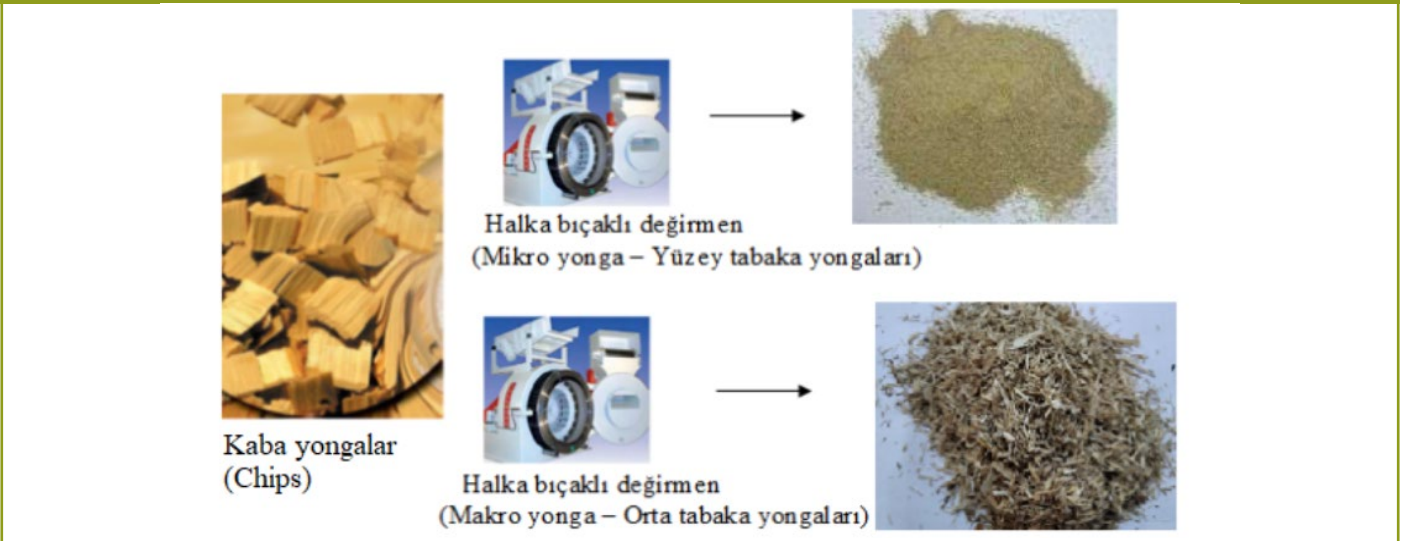 Halka bıçaklı değirmen
(Mikro yonga – Yüzey tabaka yongaları)
Kaba yongalar
(Chips)
Halka bıçaklı değirmen
(Makro yonga – Orta tabaka yongaları)